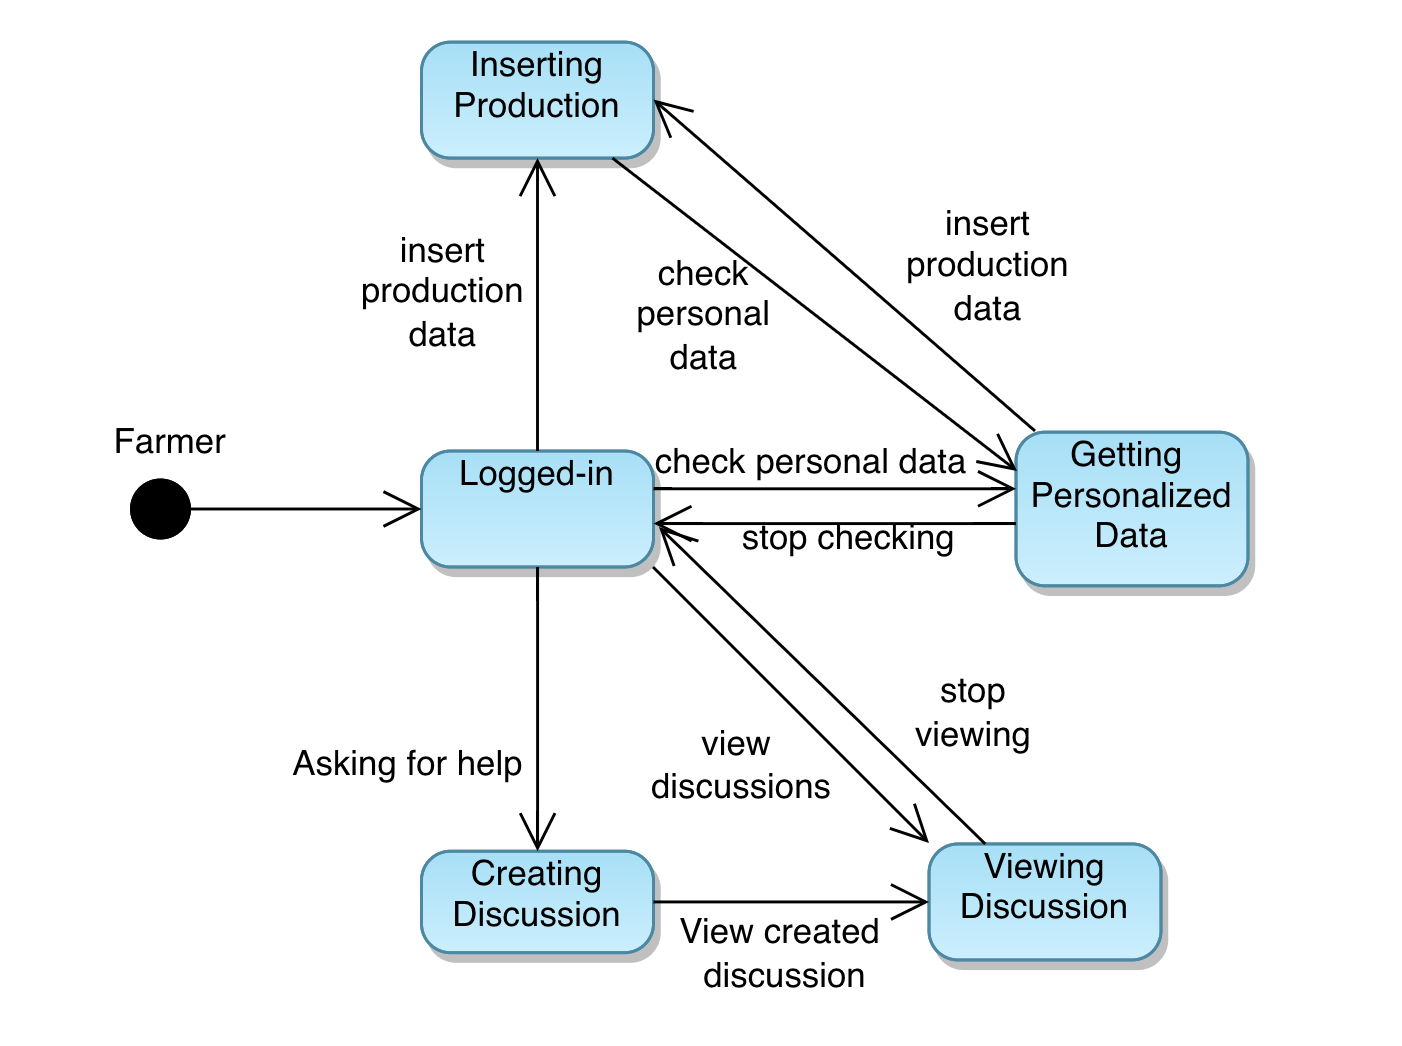 Inserting
Production
insert
production
data
check
personal
data
insert
production
data
Farmer
Logged-in
check personal data
stop checking
Getting
Personalized
Data
Asking for help
view
discussions
stop
viewing
Creating
Discussion
View created
discussion
Viewing
Discussion